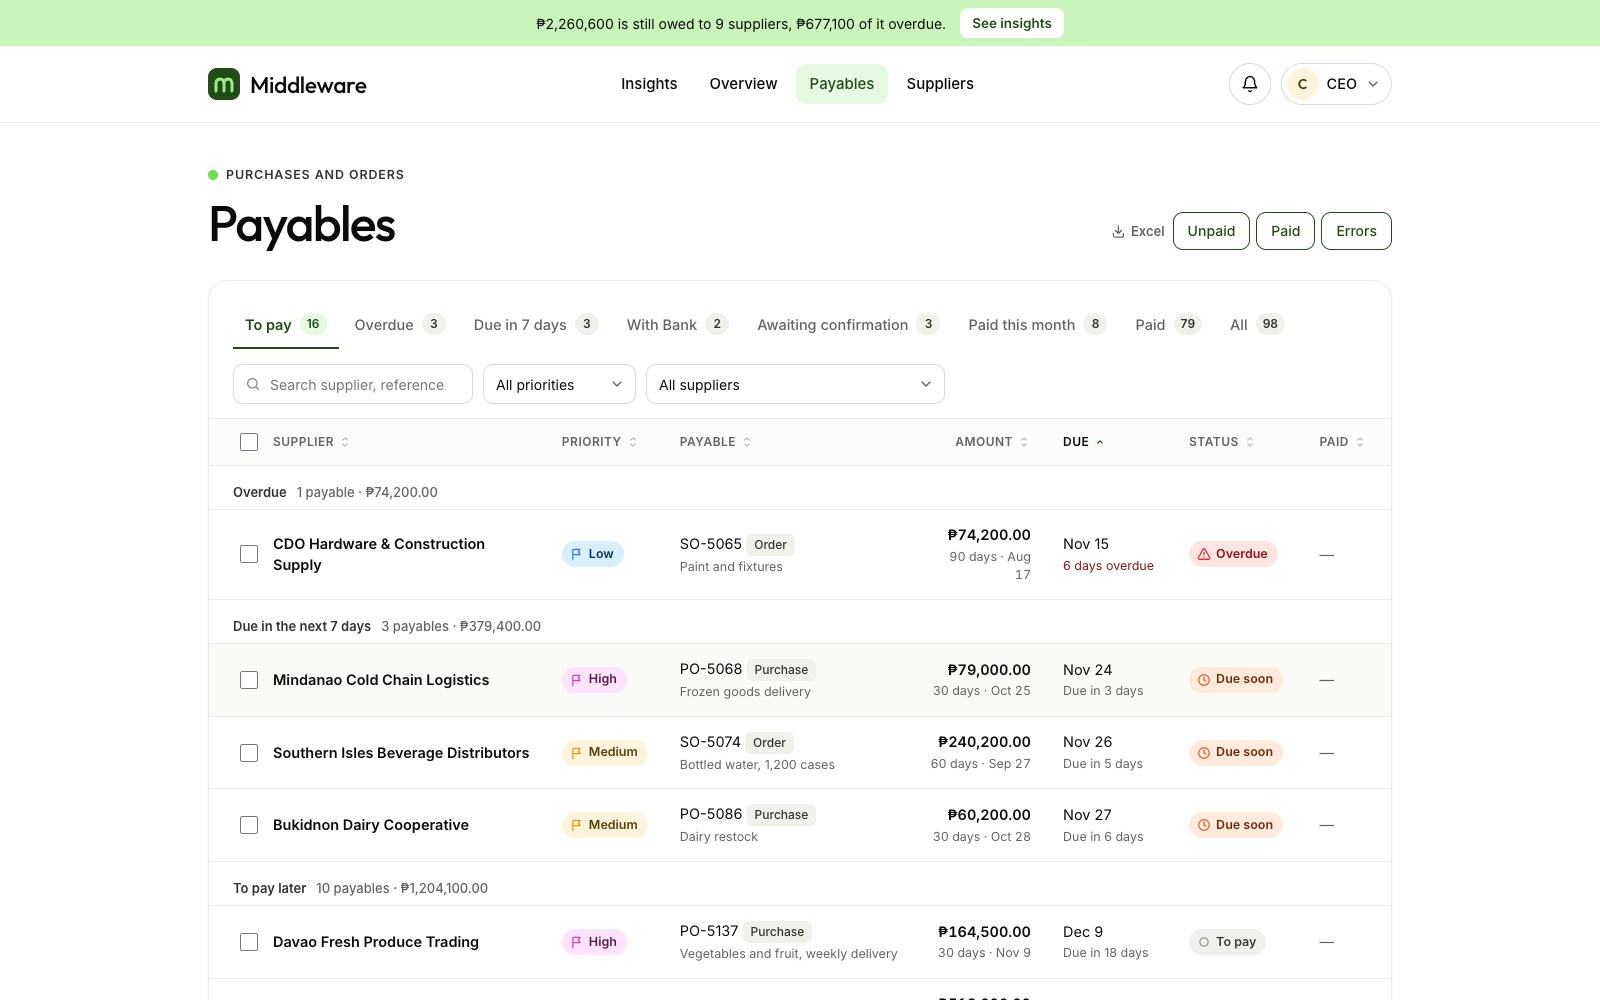 ₱2,260,600 is still owed to 9 suppliers, ₱677,100 of it overdue. See insights
Middleware Insights Overview Payables Suppliers C CEO
PURCHASES AND ORDERS
Payables
Excel Unpaid Paid Errors
To pay 16 Overdue 3 Due in 7 days 3 With Bank 2 Awaiting confirmation 3 Paid this month 8 Paid 79 All 98
Search supplier, reference All priorities All suppliers
SUPPLIER PRIORITY PAYABLE AMOUNT DUE STATUS PAID
Overdue 1 payable · ₱74,200.00
CDO Hardware & Construction
Supply
Low
SO-5065 Order
Paint and fixtures
₱74,200.00
90 days · Aug
17
Nov 15
6 days overdue
Overdue
—
Due in the next 7 days 3 payables · ₱379,400.00
Mindanao Cold Chain Logistics
High
PO-5068 Purchase
Frozen goods delivery
₱79,000.00
30 days · Oct 25
Nov 24
Due in 3 days
Due soon
—
Southern Isles Beverage Distributors
Medium
SO-5074 Order
Bottled water, 1,200 cases
₱240,200.00
60 days · Sep 27
Nov 26
Due in 5 days
Due soon
—
Bukidnon Dairy Cooperative
Medium
PO-5086 Purchase
Dairy restock
₱60,200.00
30 days · Oct 28
Nov 27
Due in 6 days
Due soon
—
To pay later 10 payables · ₱1,204,100.00
Davao Fresh Produce Trading
High
PO-5137 Purchase
Vegetables and fruit, weekly delivery
₱164,500.00
30 days · Nov 9
Dec 9
Due in 18 days
To pay
—